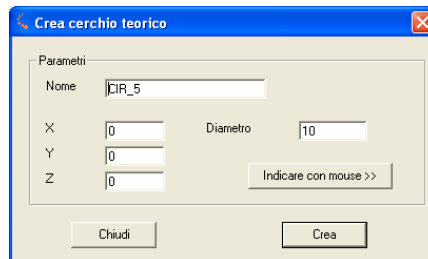 Crea cerchio teorico
Parametri
Nome CIR_5
X 0 Diametro 10
Y 0
Z 0 Indicare con mouse >>
Chiudi Crea